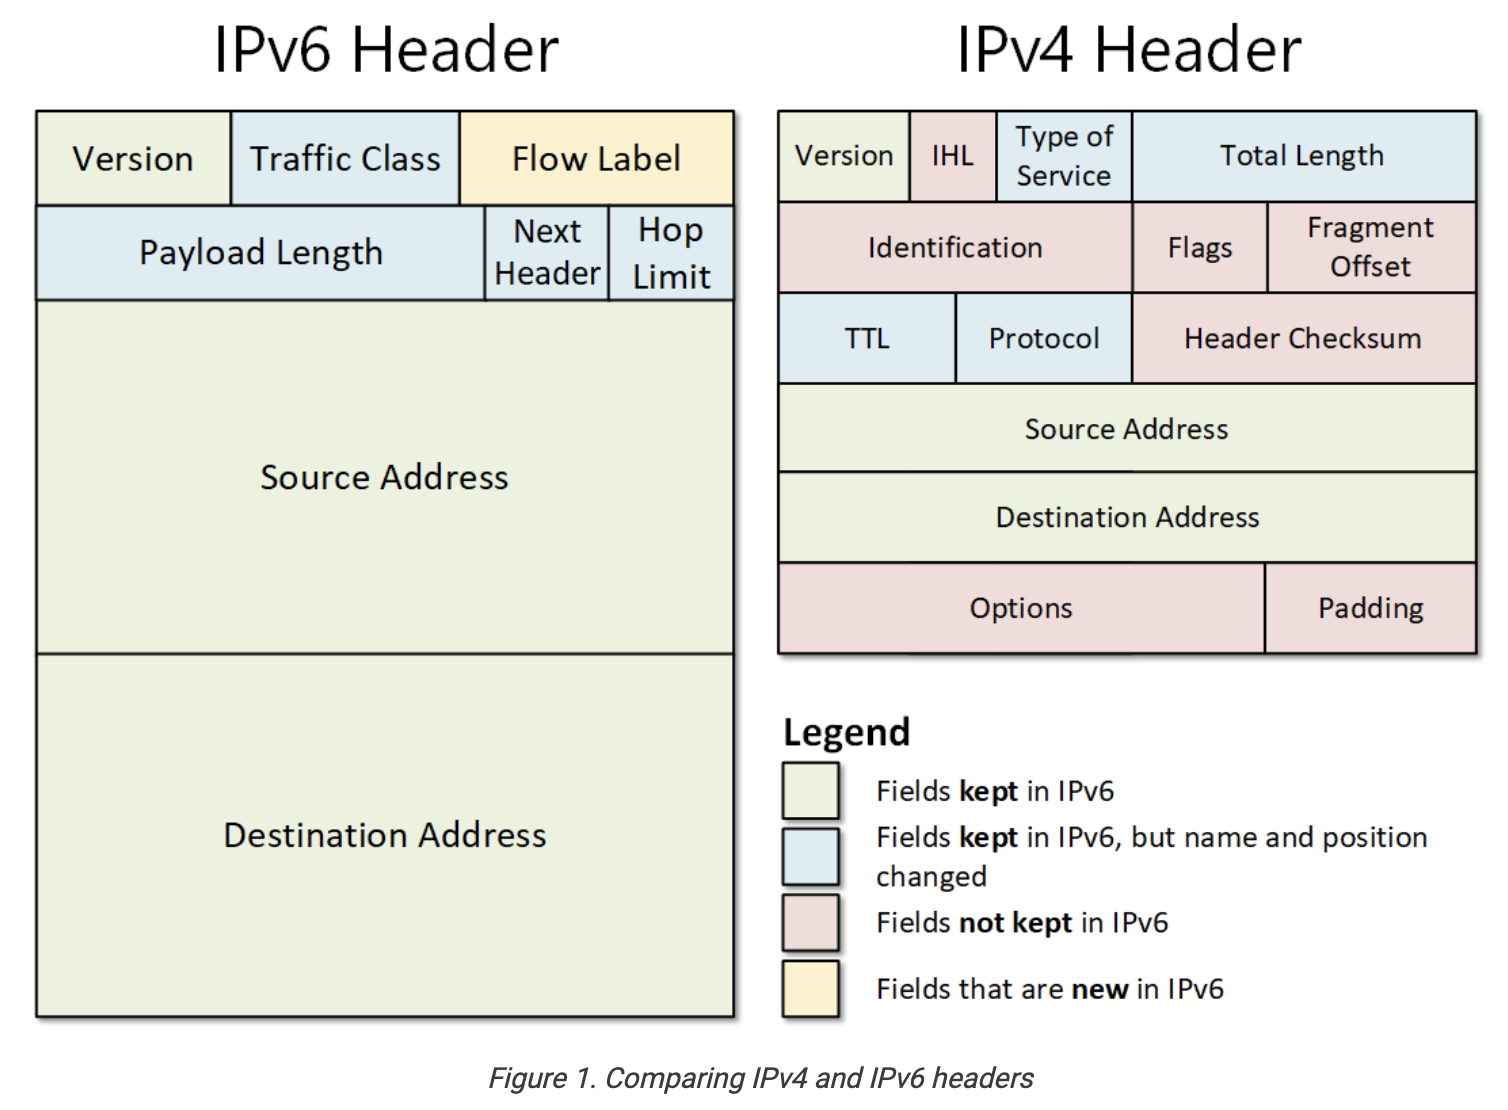 IPv6 Header
Version
Traffic Class
Flow Label
Payload Length
Next
Header
Hop
Limit
Source Address
Destination Address
IPv4 Header
Version
IHL
Type of
Service
Total Length
Identification
Flags
Fragment
Offset
TTL
Protocol
Header Checksum
Source Address
Destination Address
Options
Padding
Legend
Fields kept in IPv6
Fields kept in IPv6, but name and position
changed
Fields not kept in IPv6
Fields that are new in IPv6
Figure 1. Comparing IPv4 and IPv6 headers